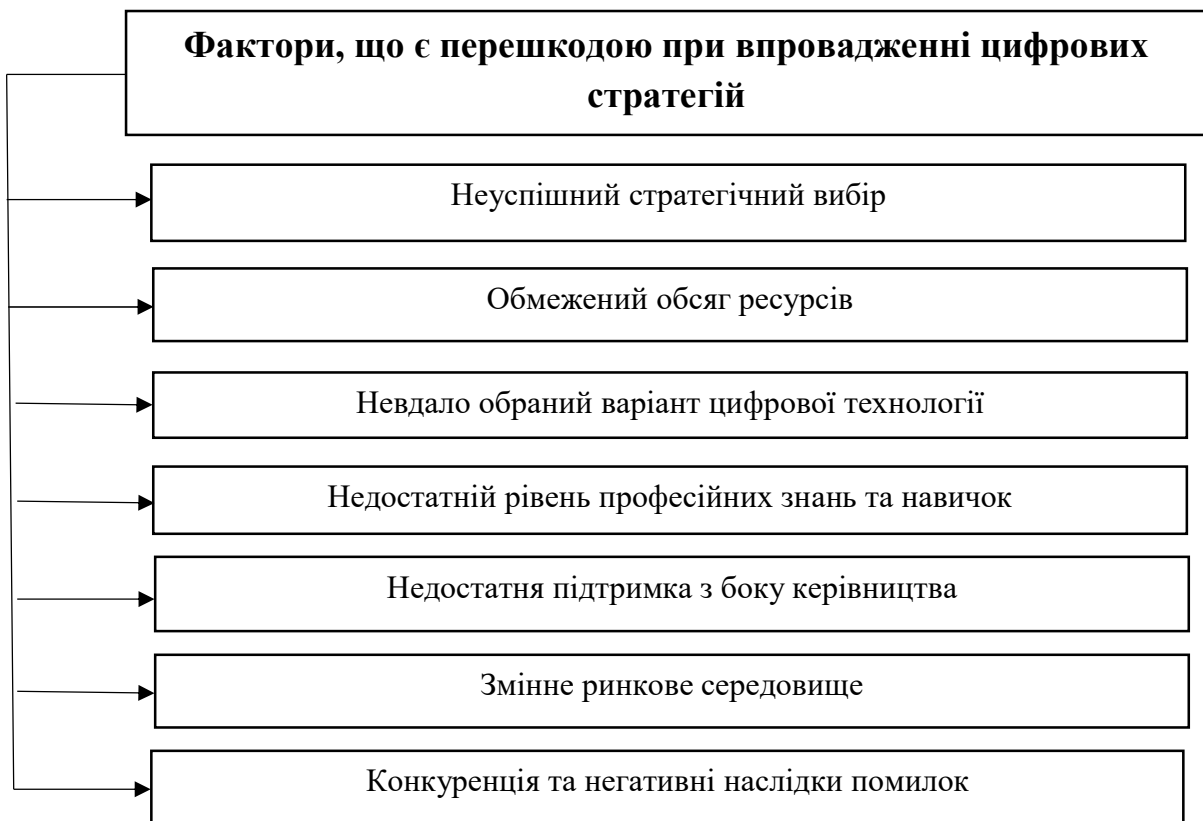 Фактори, що є перешкодою при впровадженні цифрових
стратегій
Неуспішний стратегічний вибір
Обмежений обсяг ресурсів
Невдало обраний варіант цифрової технології
Недостатній рівень професійних знань та навичок
Недостатня підтримка з боку керівництва
Змінне ринкове середовище
Конкуренція та негативні наслідки помилок